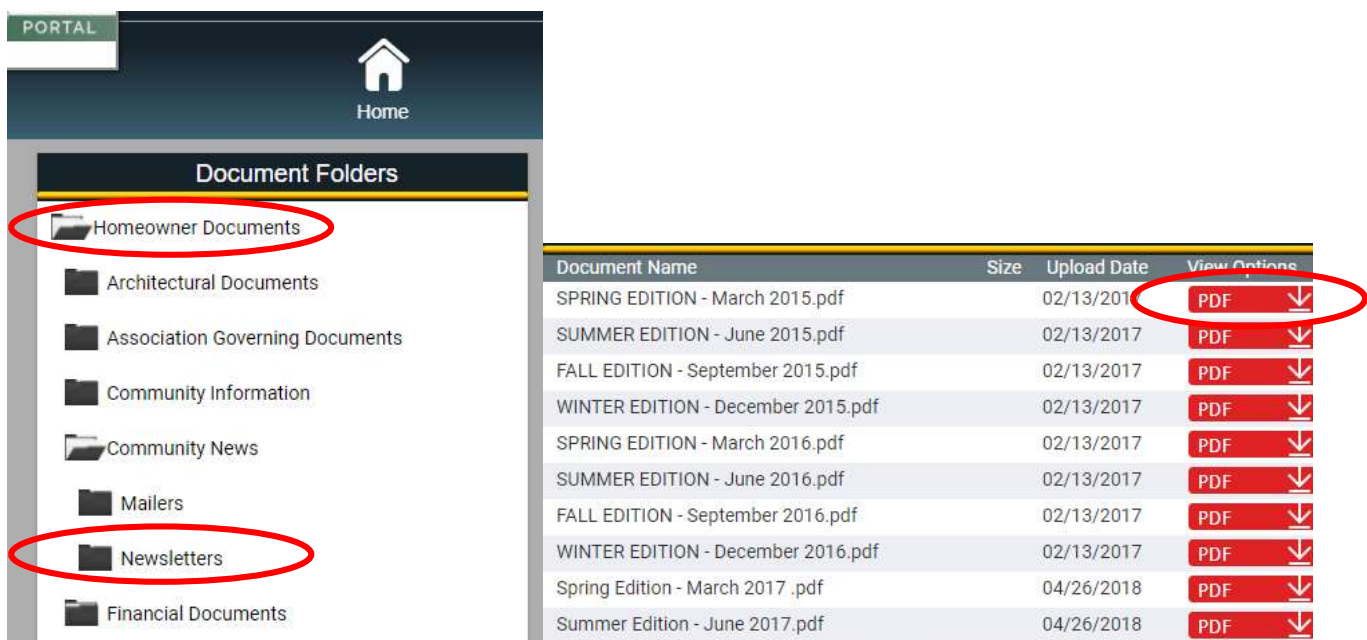 PORTAL
Home
Document Folders
Homeowner Documents
Architectural Documents
Association Governing Documents
Community Information
Community News
Mailers
Newsletters
Financial Documents
Document Name Size Upload Date View Options
SPRING EDITION - March 2015.pdf 02/13/2017 PDF
SUMMER EDITION - June 2015.pdf 02/13/2017 PDF
FALL EDITION - September 2015.pdf 02/13/2017 PDF
WINTER EDITION - December 2015.pdf 02/13/2017 PDF
SPRING EDITION - March 2016.pdf 02/13/2017 PDF
SUMMER EDITION - June 2016.pdf 02/13/2017 PDF
FALL EDITION - September 2016.pdf 02/13/2017 PDF
WINTER EDITION - December 2016.pdf 02/13/2017 PDF
Spring Edition - March 2017 .pdf 04/26/2018 PDF
Summer Edition - June 2017.pdf 04/26/2018 PDF